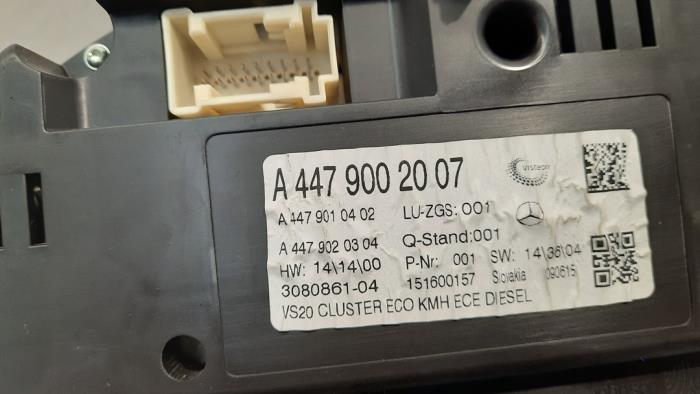 A 447 900 20 07
visteon
A 447 901 04 02 LU-ZGS: 001
A 447 902 03 04 Q-Stand:001
HW: 14\14\00 P-Nr: 001 SW: 14\36\04
3080861-04 151600157 Slovakia 090615
VS20 CLUSTER ECO KMH ECE DIESEL